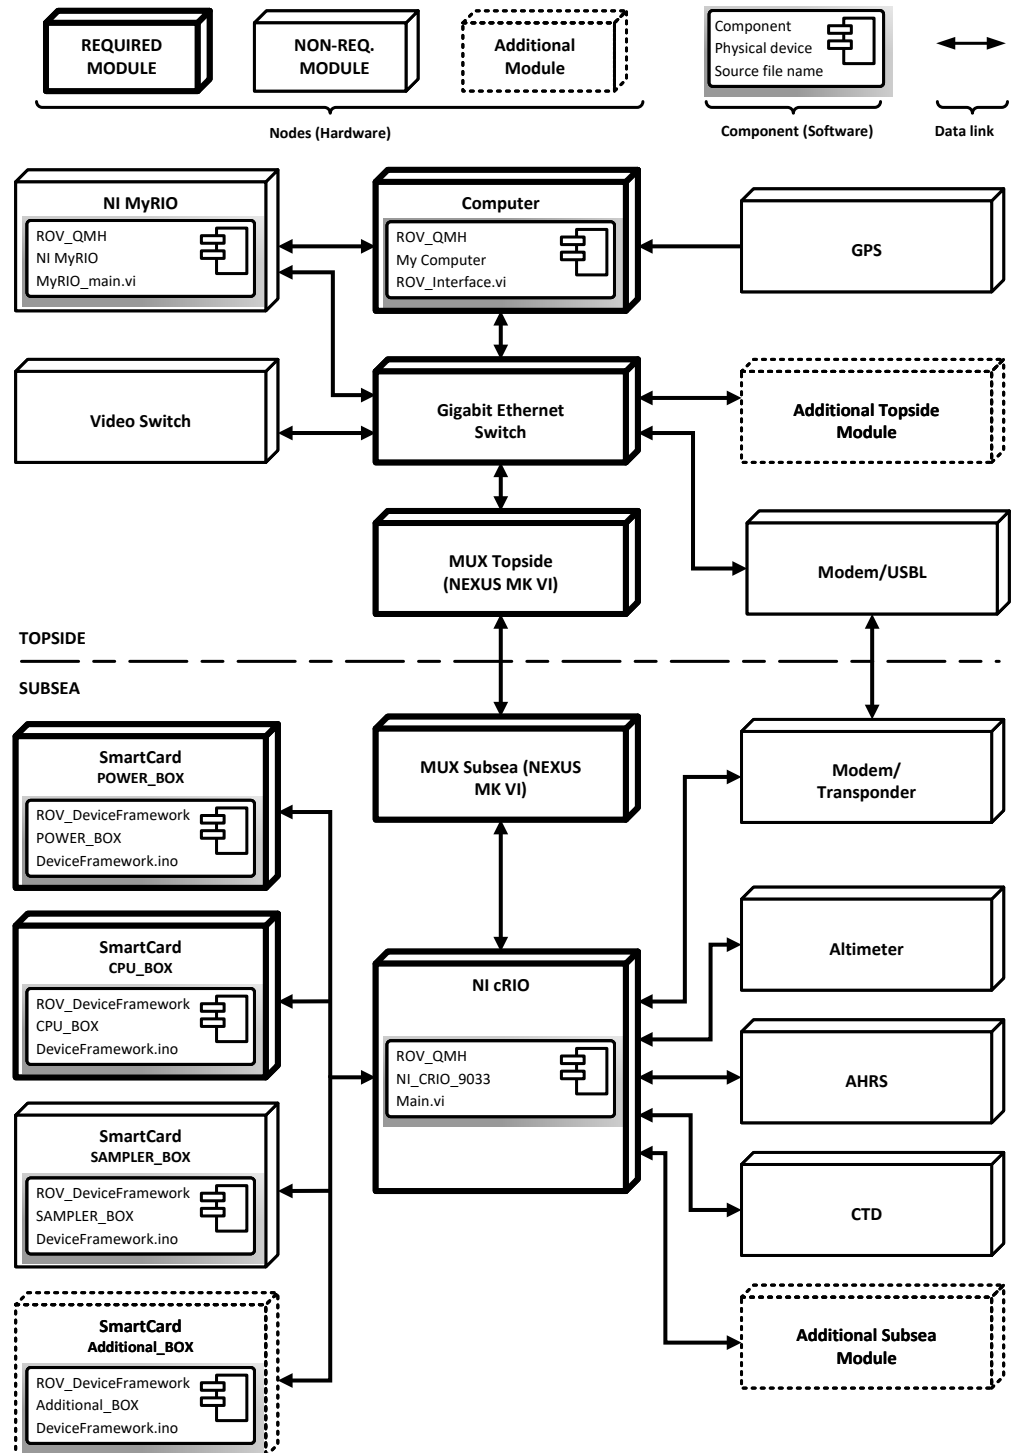 REQUIRED
MODULE
NON-REQ.
MODULE
Additional
Module
Component
Physical device
Source file name
Nodes (Hardware)
Component (Software)
Data link
NI MyRIO
ROV_QMH
NI MyRIO
MyRIO_main.vi
Computer
ROV_QMH
My Computer
ROV_Interface.vi
GPS
Video Switch
Gigabit Ethernet
Switch
Additional Topside
Module
MUX Topside
(NEXUS MK VI)
Modem/USBL
TOPSIDE
SUBSEA
SmartCard
POWER_BOX
ROV_DeviceFramework
POWER_BOX
DeviceFramework.ino
MUX Subsea (NEXUS
MK VI)
Modem/
Transponder
SmartCard
CPU_BOX
ROV_DeviceFramework
CPU_BOX
DeviceFramework.ino
NI cRIO
ROV_QMH
NI_CRIO_9033
Main.vi
Altimeter
AHRS
SmartCard
SAMPLER_BOX
ROV_DeviceFramework
SAMPLER_BOX
DeviceFramework.ino
CTD
SmartCard
Additional_BOX
ROV_DeviceFramework
Additional_BOX
DeviceFramework.ino
Additional Subsea
Module